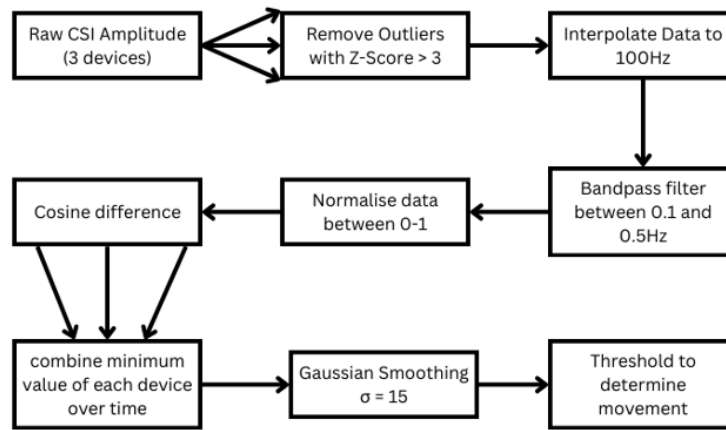 Raw CSI Amplitude
(3 devices)
Remove Outliers
with Z-Score > 3
Interpolate Data to
100Hz
Bandpass filter
between 0.1 and
0.5Hz
Normalise data
between 0-1
Cosine difference
combine minimum
value of each device
over time
Gaussian Smoothing
σ = 15
Threshold to
determine
movement